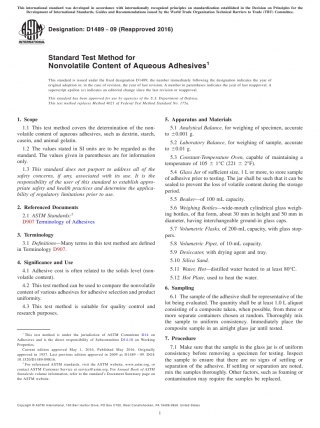 This international standard was developed in accordance with internationally recognized principles on standardization established in the Decision on Principles for the
Development of International Standards, Guides and Recommendations issued by the World Trade Organization Technical Barriers to Trade (TBT) Committee.
Designation: D1489 − 09 (Reapproved 2016)
Standard Test Method for
Nonvolatile Content of Aqueous Adhesives¹
This standard is issued under the fixed designation D1489; the number immediately following the designation indicates the year of
original adoption or, in the case of revision, the year of last revision. A number in parentheses indicates the year of last reapproval. A
superscript epsilon (ε) indicates an editorial change since the last revision or reapproval.
This standard has been approved for use by agencies of the U.S. Department of Defense.
This test method replaces Method 4021 of Federal Test Method Standard No. 175a.
1. Scope
1.1 This test method covers the determination of the non-
volatile content of aqueous adhesives, such as dextrin, starch,
casein, and animal gelatin.
1.2 The values stated in SI units are to be regarded as the
standard. The values given in parentheses are for information
only.
1.3 This standard does not purport to address all of the
safety concerns, if any, associated with its use. It is the
responsibility of the user of this standard to establish appro-
priate safety and health practices and determine the applica-
bility of regulatory limitations prior to use.
2. Referenced Documents
2.1 ASTM Standards:²
D907 Terminology of Adhesives
3. Terminology
3.1 Definitions—Many terms in this test method are defined
in Terminology D907.
4. Significance and Use
4.1 Adhesive cost is often related to the solids level (non-
volatile content).
4.2 This test method can be used to compare the nonvolatile
content of various adhesives for adhesive selection and product
uniformity.
4.3 This test method is suitable for quality control and
research purposes.
¹ This test method is under the jurisdiction of ASTM Committee D14 on
Adhesives and is the direct responsibility of Subcommittee D14.10 on Working
Properties.
Current edition approved May 1, 2016. Published May 2016. Originally
approved in 1957. Last previous edition approved in 2009 as D1489 – 09. DOI:
10.1520/D1489-09R16.
² For referenced ASTM standards, visit the ASTM website, www.astm.org, or
contact ASTM Customer Service at service@astm.org. For Annual Book of ASTM
Standards volume information, refer to the standard's Document Summary page on
the ASTM website.
5. Apparatus and Materials
5.1 Analytical Balance, for weighing of specimen, accurate
to ±0.001 g.
5.2 Laboratory Balance, for weighing of sample, accurate
to ±0.01 g.
5.3 Constant-Temperature Oven, capable of maintaining a
temperature of 105 ± 1°C (221 ± 2°F).
5.4 Glass Jar of sufficient size, 1 L or more, to store sample
of adhesive prior to testing. The jar shall be such that it can be
sealed to prevent the loss of volatile content during the storage
period.
5.5 Beaker—of 100 mL capacity.
5.6 Weighing Bottles—wide-mouth cylindrical glass weigh-
ing bottles, of flat form, about 30 mm in height and 50 mm in
diameter, having interchangeable ground-in glass caps.
5.7 Volumetric Flasks, of 200-mL capacity, with glass stop-
pers.
5.8 Volumetric Pipet, of 10-mL capacity.
5.9 Desiccator, with drying agent and tray.
5.10 Silica Sand.
5.11 Water, Hot—distilled water heated to at least 80°C.
5.12 Hot Plate, used to heat the water.
6. Sampling
6.1 The sample of the adhesive shall be representative of the
lot being evaluated. The quantity shall be at least 1.0 L aliquot
consisting of a composite taken, when possible, from three or
more separate containers chosen at random. Thoroughly mix
the sample to uniform consistency. Immediately place the
composite sample in an airtight glass jar until tested.
7. Procedure
7.1 Make sure that the sample in the glass jar is of uniform
consistency before removing a specimen for testing. Inspect
the sample to ensure that there are no signs of settling or
separation of the adhesive. If settling or separation are noted,
mix the samples thoroughly. Other factors, such as foaming or
contamination may require the samples be replaced.
Copyright © ASTM International, 100 Barr Harbor Drive, PO Box C700, West Conshohocken, PA 19428-2959. United States
1